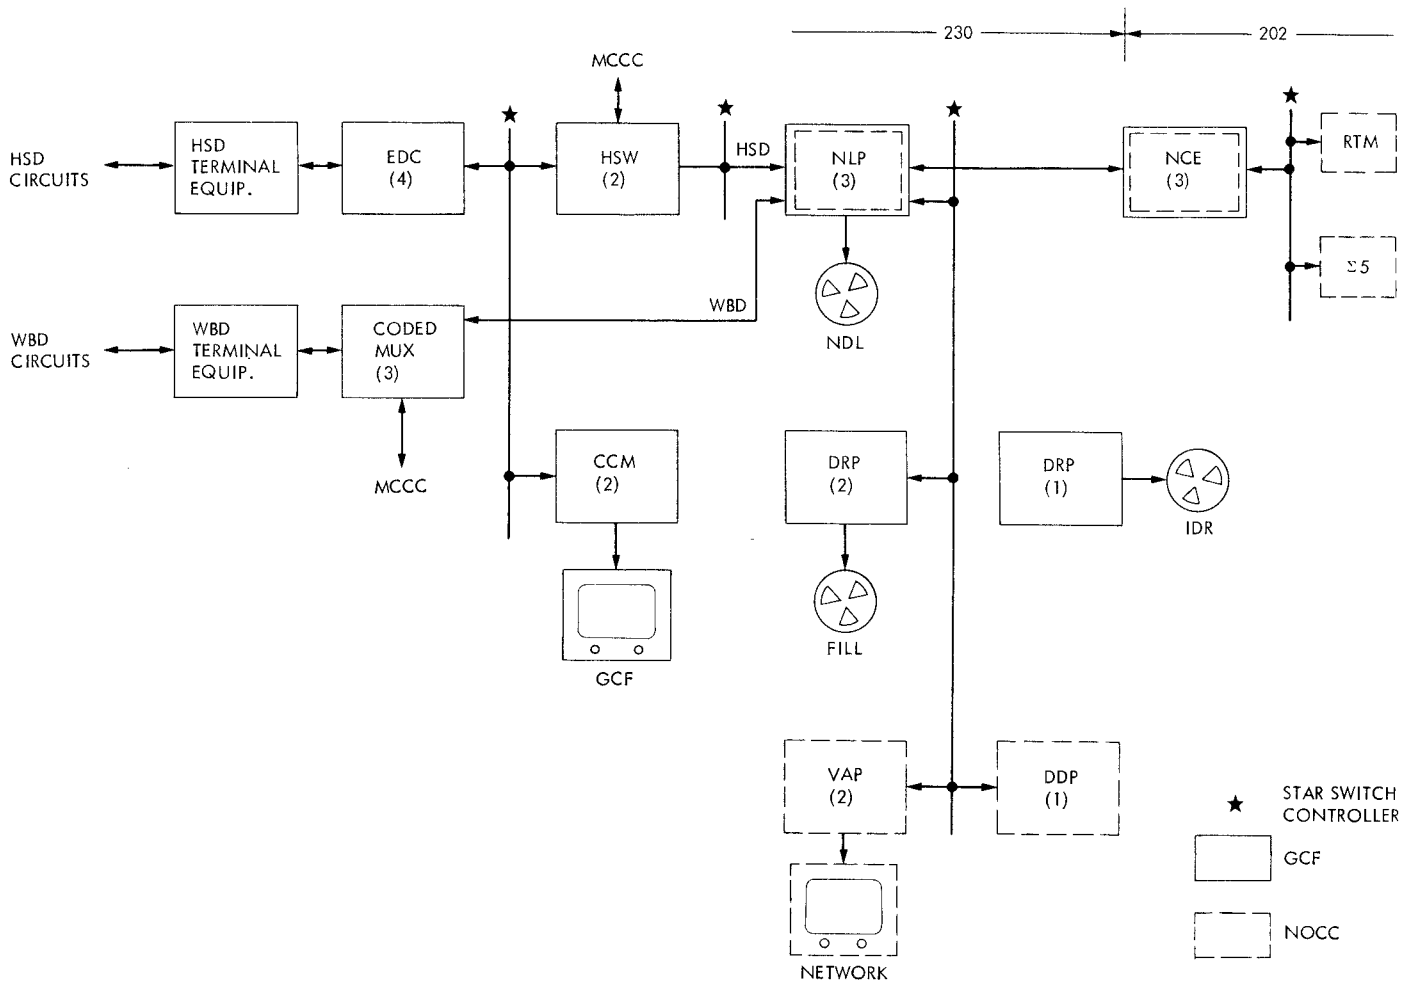 230
202
MCCC
HSD
CIRCUITS
HSD
TERMINAL
EQUIP.
EDC
(4)
HSW
(2)
HSD
NLP
(3)
NCE
(3)
RTM
Σ5
WBD
NDL
WBD
CIRCUITS
WBD
TERMINAL
EQUIP.
CODED
MUX
(3)
MCCC
CCM
(2)
GCF
DRP
(2)
FILL
DRP
(1)
IDR
VAP
(2)
NETWORK
DDP
(1)
STAR SWITCH
CONTROLLER
GCF
NOCC